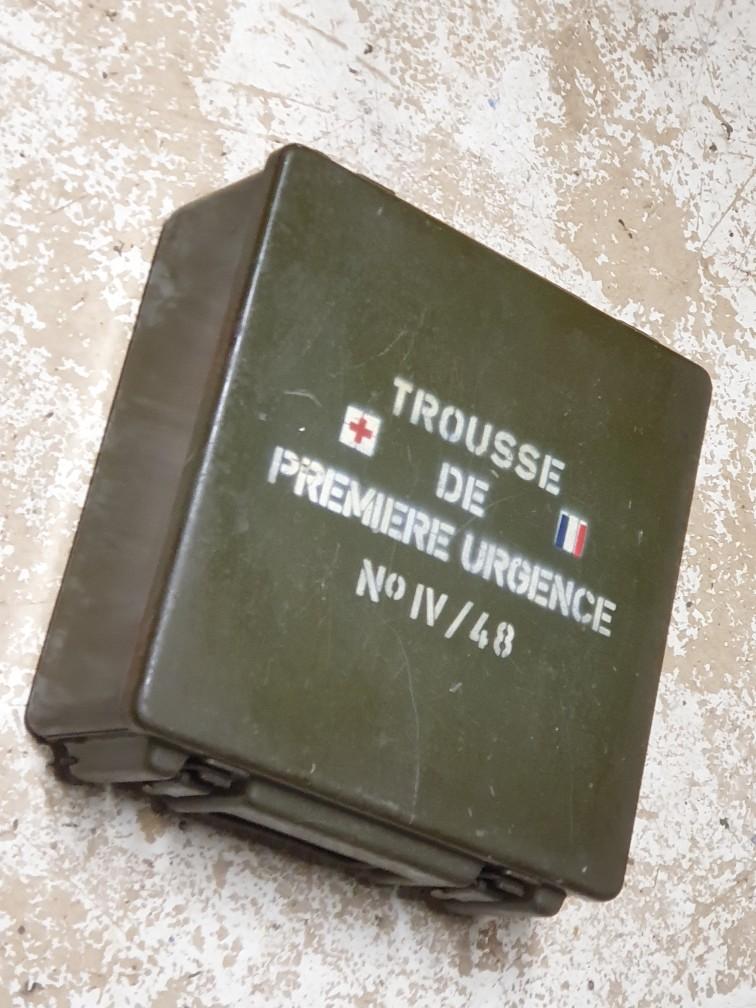 TROUSSE
DE
PREMIERE URGENCE
Nº IV/48